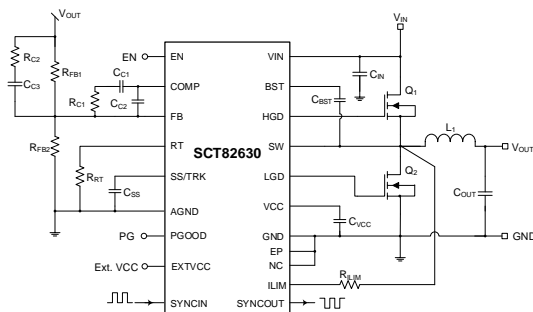 VOUT
VIN
RC2
RFB1
CC3
EN
EN
VIN
CC1
COMP
BST
CIN
Q1
RC1
CC2
CBST
FB
HGD
L1
SCT82630
SW
VOUT
RFB2
RT
LGD
Q2
COUT
RRT
SS/TRK
CSS
VCC
CVCC
AGND
GND
GND
PG
PGOOD
EP
NC
Ext. VCC
EXTVCC
RILIM
ILIM
SYNCIN
SYNCOUT